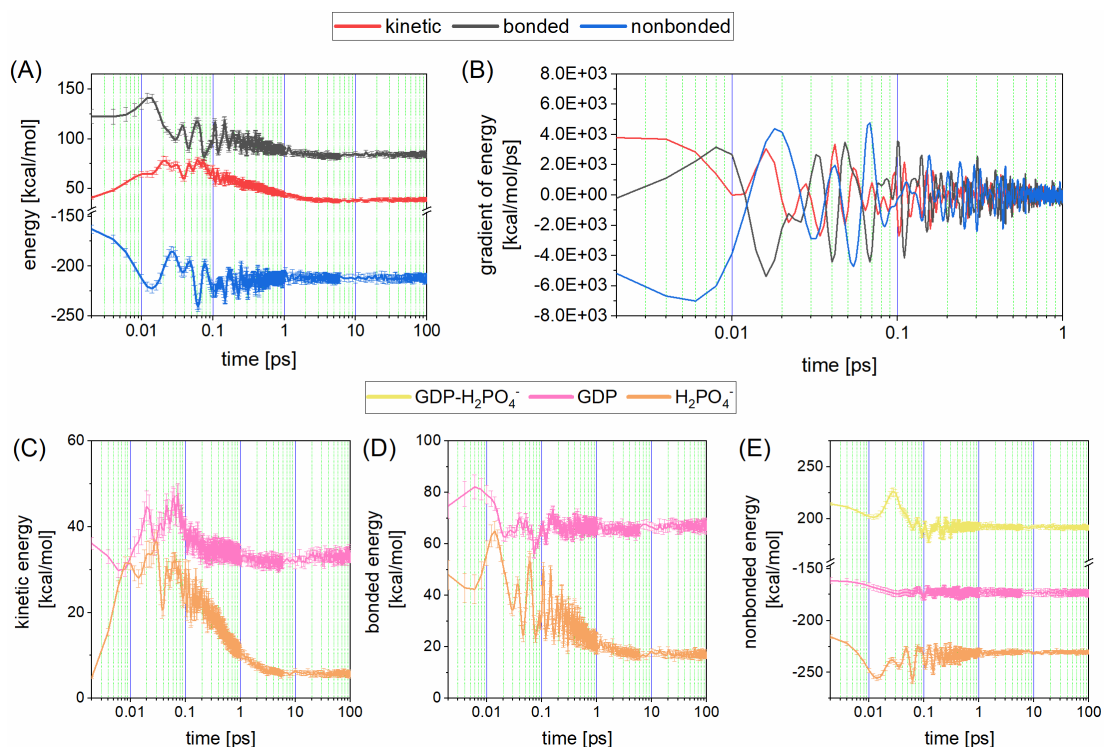 kinetic bonded nonbonded
(A)
150
100
50
-150
-200
-250
energy [kcal/mol]
0.01 0.1 1 10 100
time [ps]
(B)
8.0E+03
6.0E+03
4.0E+03
2.0E+03
0.0E+00
-2.0E+03
-4.0E+03
-6.0E+03
-8.0E+03
gradient of energy
[kcal/mol/ps]
0.01 0.1 1
time [ps]
GDP-H₂PO₄⁻ GDP H₂PO₄⁻
(C)
60
40
20
0
kinetic energy
[kcal/mol]
0.01 0.1 1 10 100
time [ps]
(D)
100
80
60
40
20
0
bonded energy
[kcal/mol]
0.01 0.1 1 10 100
time [ps]
(E)
250
200
-150
-200
-250
nonbonded energy
[kcal/mol]
0.01 0.1 1 10 100
time [ps]